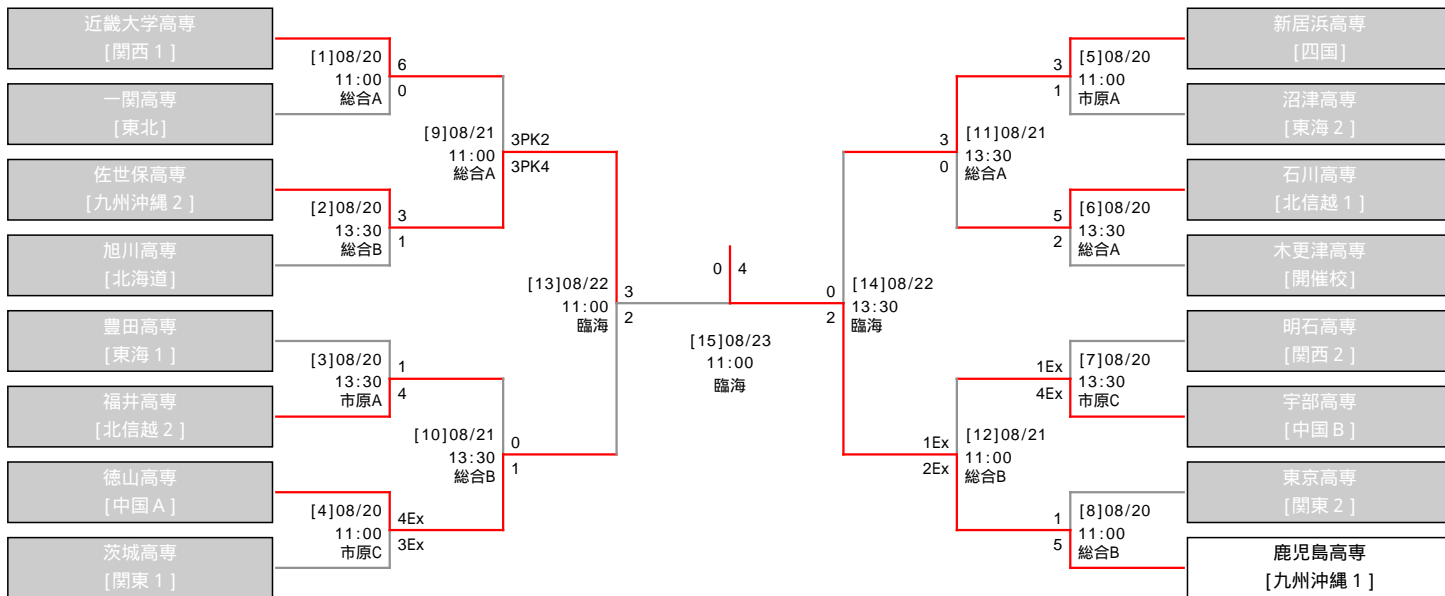 近畿大学高専
[関西１]
一関高専
[東北]
佐世保高専
[九州沖縄２]
旭川高専
[北海道]
豊田高専
[東海１]
福井高専
[北信越２]
徳山高専
[中国Ａ]
茨城高専
[関東１]
[1]08/20
11:00
総合A
6
0
[2]08/20
13:30
総合B
3
1
[3]08/20
13:30
市原A
1
4
[4]08/20
11:00
市原C
4Ex
3Ex
[9]08/21
11:00
総合A
3PK2
3PK4
[10]08/21
13:30
総合B
0
1
[13]08/22
11:00
臨海
3
2
0 4
[15]08/23
11:00
臨海
0
2
[14]08/22
13:30
臨海
3
0
[11]08/21
13:30
総合A
1Ex
2Ex
[12]08/21
11:00
総合B
3
1
[5]08/20
11:00
市原A
5
2
[6]08/20
13:30
総合A
1Ex
4Ex
[7]08/20
13:30
市原C
1
5
[8]08/20
11:00
総合B
新居浜高専
[四国]
沼津高専
[東海２]
石川高専
[北信越１]
木更津高専
[開催校]
明石高専
[関西２]
宇部高専
[中国Ｂ]
東京高専
[関東２]
鹿児島高専
[九州沖縄１]